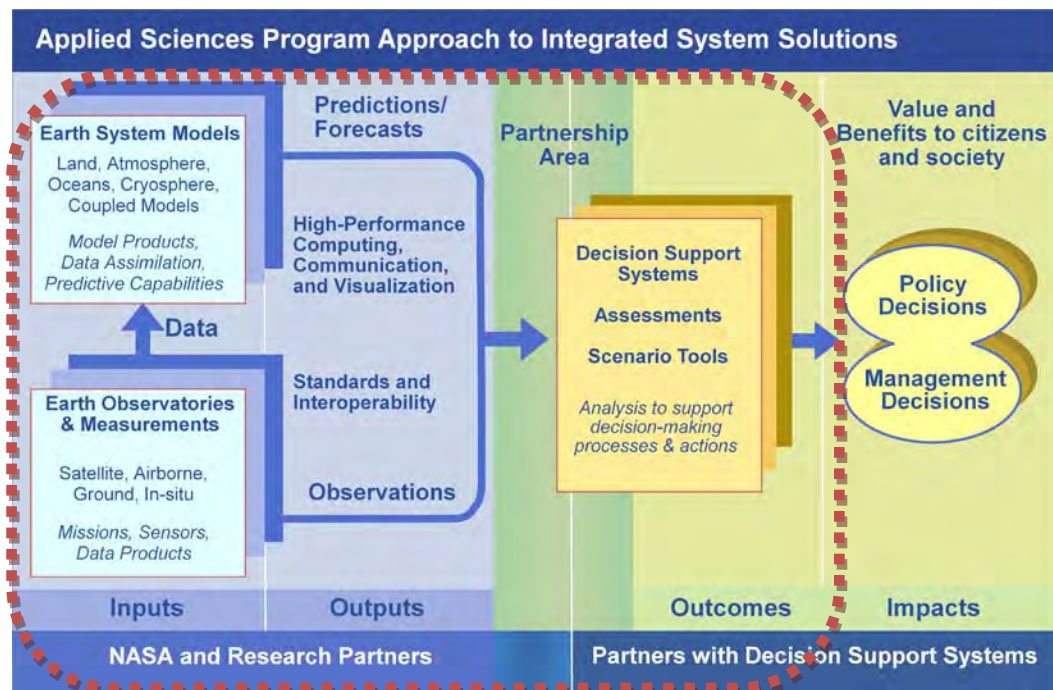 Applied Sciences Program Approach to Integrated System Solutions
Earth System Models
Land, Atmosphere,
Oceans, Cryosphere,
Coupled Models
Model Products,
Data Assimilation,
Predictive Capabilities
Data
Earth Observatories
& Measurements
Satellite, Airborne,
Ground, In-situ
Missions, Sensors,
Data Products
Predictions/
Forecasts
High-Performance
Computing,
Communication,
and Visualization
Standards and
Interoperability
Observations
Partnership
Area
Decision Support
Systems
Assessments
Scenario Tools
Analysis to support
decision-making
processes & actions
Value and
Benefits to citizens
and society
Policy
Decisions
Management
Decisions
Inputs
Outputs
Outcomes
Impacts
NASA and Research Partners
Partners with Decision Support Systems